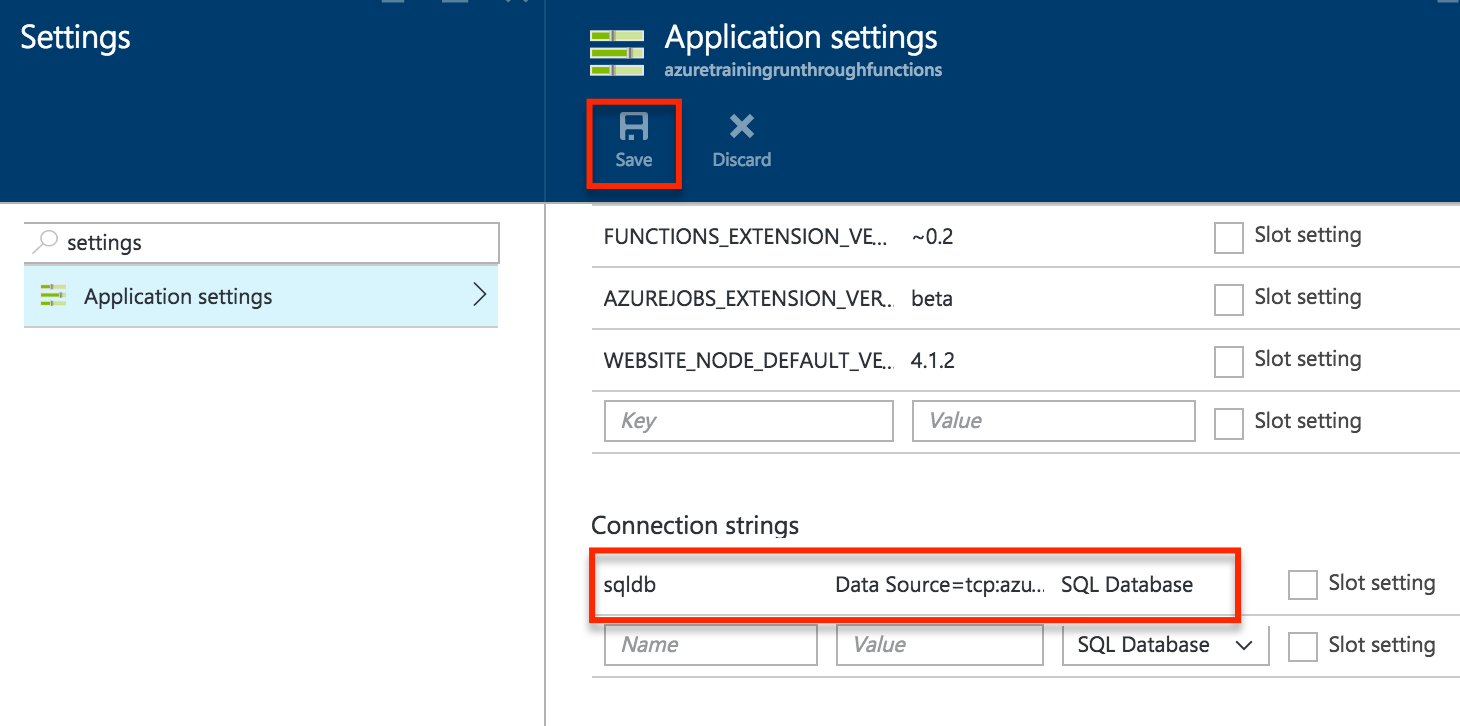 Settings
Application settings
azuretrainingrunthroughfunctions
Save Discard
settings
Application settings
FUNCTIONS_EXTENSION_VE... ~0.2 Slot setting
AZUREJOBS_EXTENSION_VER... beta Slot setting
WEBSITE_NODE_DEFAULT_VE... 4.1.2 Slot setting
Key Value Slot setting
Connection strings
sqldb Data Source=tcp:azu... SQL Database Slot setting
Name Value SQL Database Slot setting